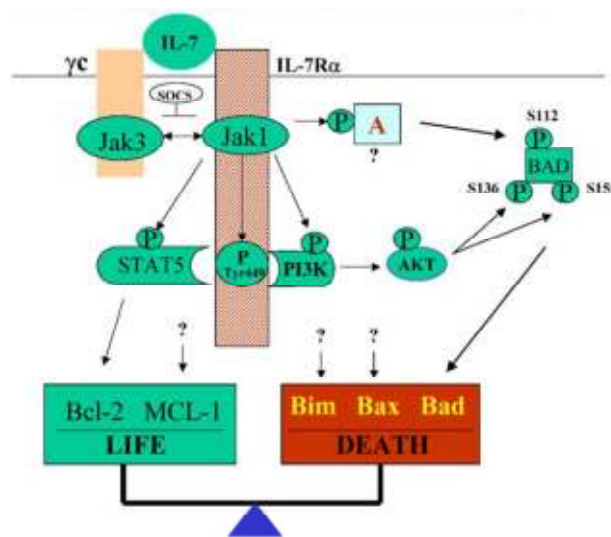 IL-7
γc
IL-7Rα
SOCS
Jak3
Jak1
P
A
?
S112
P
BAD
S136
P
P
S15
P
STAT5
P
Tyr449
P
PI3K
P
AKT
?
?
?
Bcl-2 MCL-1
LIFE
Bim Bax Bad
DEATH